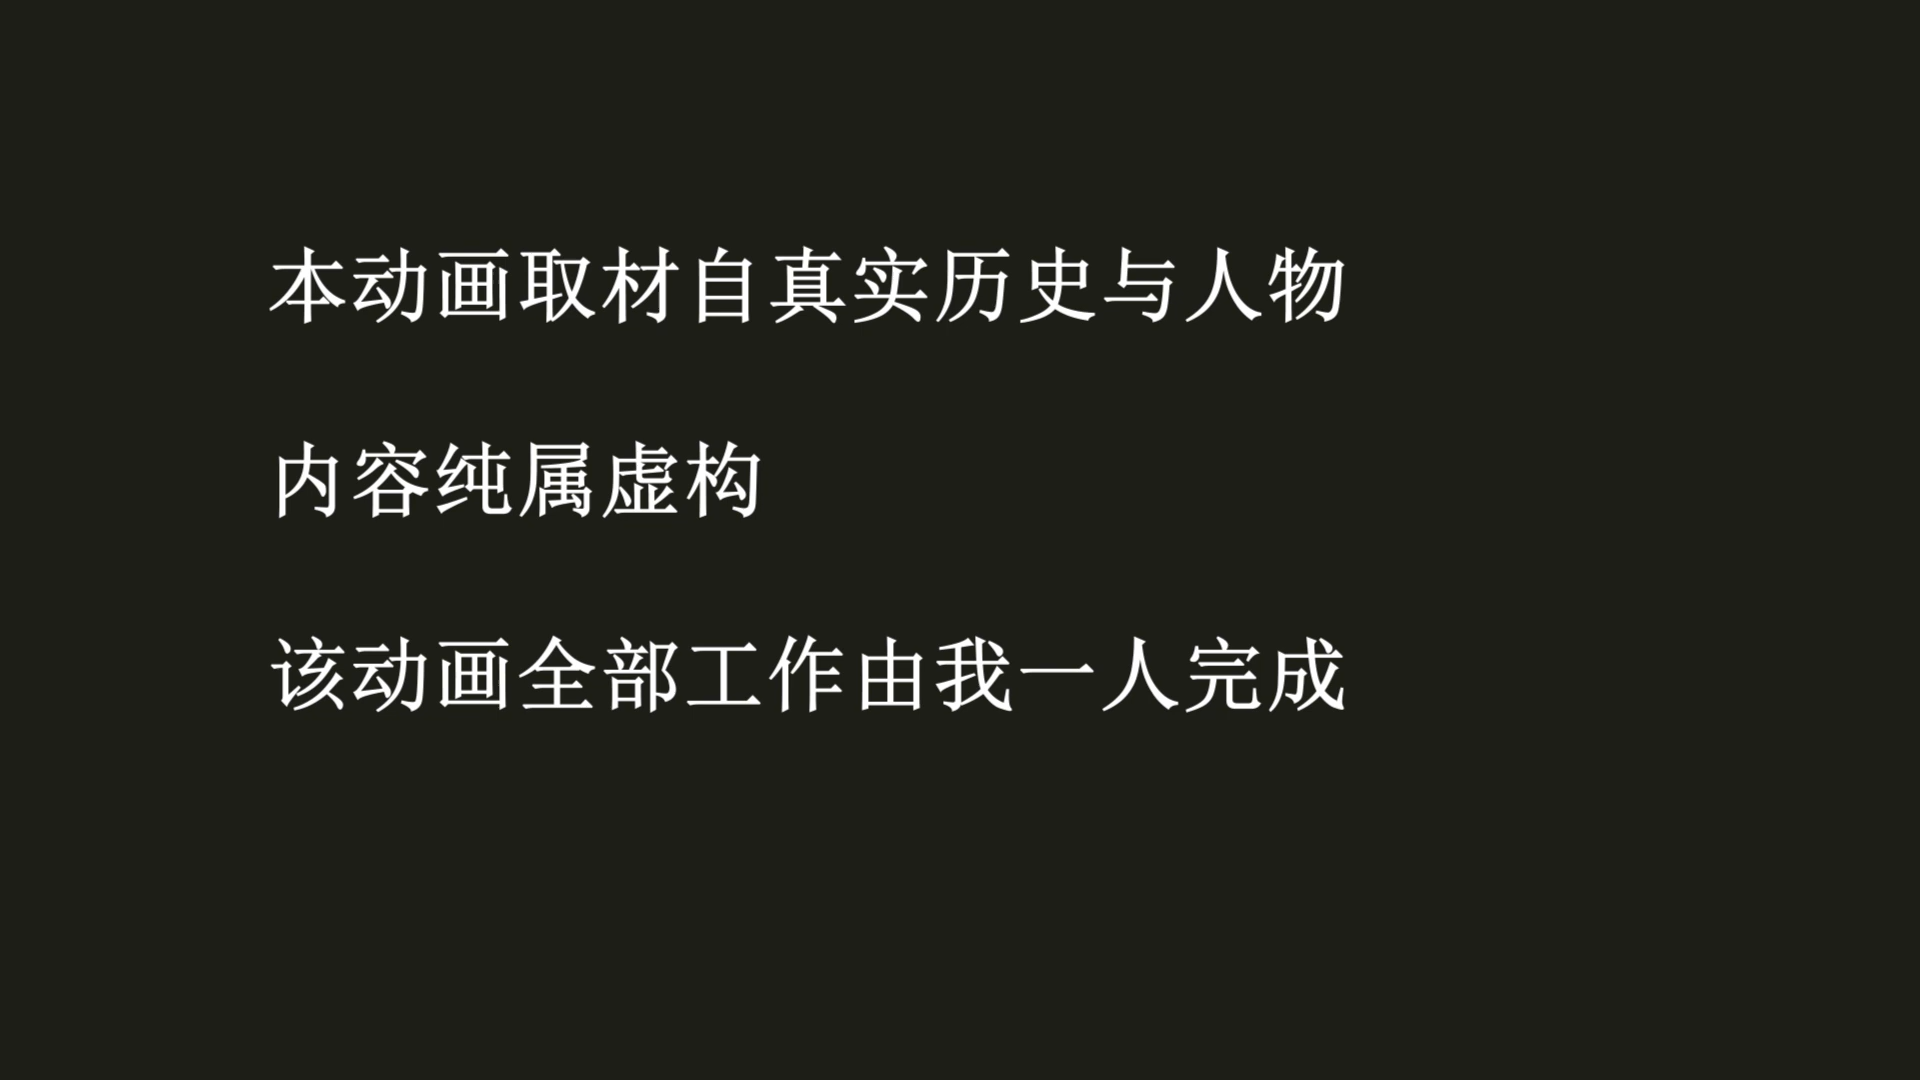 本动画取材自真实历史与人物
内容纯属虚构
该动画全部工作由我一人完成